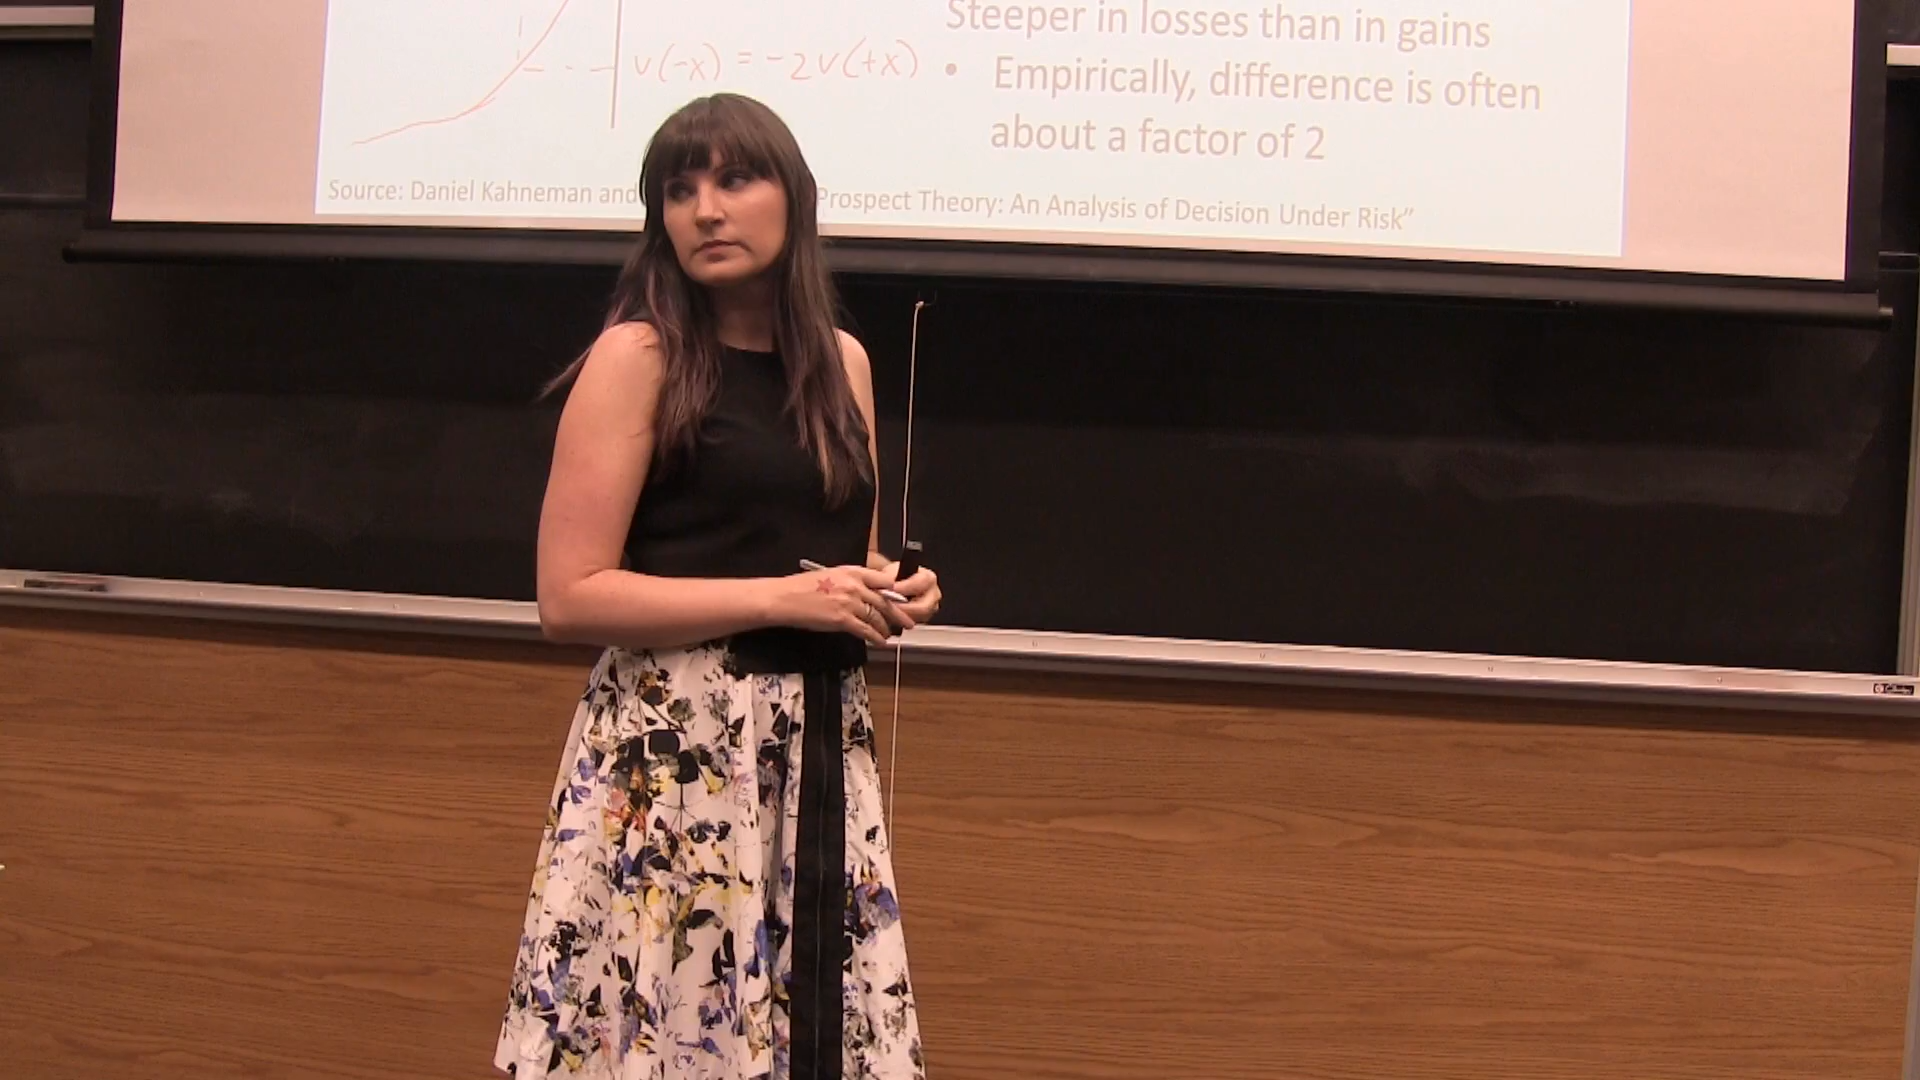 Steeper in losses than in gains
v(-x) = -2v(+x)
• Empirically, difference is often
about a factor of 2
Source: Daniel Kahneman and Prospect Theory: An Analysis of Decision Under Risk”